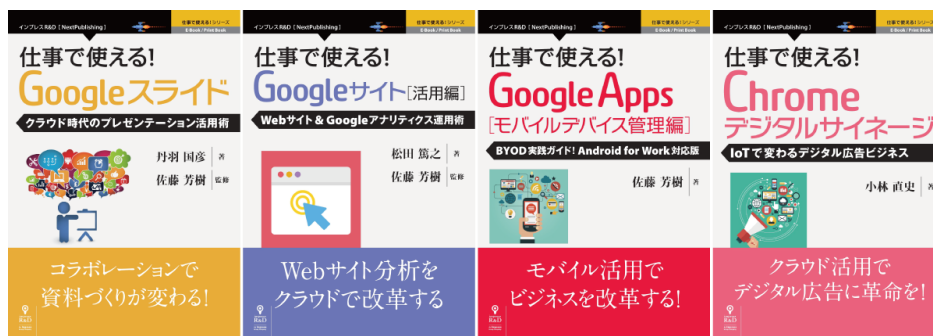 インプレスR&D [NextPublishing]
仕事で使える!シリーズ
E-Book / Print Book
仕事で使える!
Googleスライド
クラウド時代のプレゼンテーション活用術
丹羽 国彦 著
佐藤 芳樹 監修
コラボレーションで
資料づくりが変わる!
R&D
インプレスR&D [NextPublishing]
仕事で使える!シリーズ
E-Book / Print Book
仕事で使える!
Googleサイト[活用編]
Webサイト&Googleアナリティクス運用術
松田 篤之 著
佐藤 芳樹 監修
Webサイト分析を
クラウドで改革する
R&D
インプレスR&D [NextPublishing]
仕事で使える!シリーズ
E-Book / Print Book
仕事で使える!
Google Apps
[モバイルデバイス管理編]
BYOD実践ガイド! Android for Work対応版
佐藤 芳樹 著
モバイル活用で
ビジネスを改革する!
R&D
インプレスR&D [NextPublishing]
仕事で使える!シリーズ
E-Book / Print Book
仕事で使える!
Chrome
デジタルサイネージ
IoTで変わるデジタル広告ビジネス
小林 直史
クラウド活用で
デジタル広告に革命を!
R&D